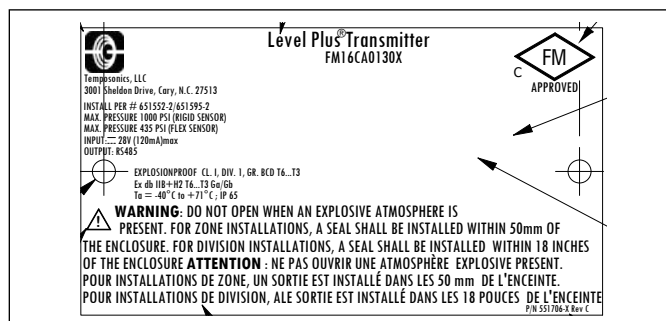 Level Plus® Transmitter
FM16CA0130X
FM
C
APPROVED
Temposonics, LLC
3001 Sheldon Drive, Cary, N.C. 27513
INSTALL PER # 651552-2/651595-2
MAX. PRESSURE 1000 PSI (RIGID SENSOR)
MAX. PRESSURE 435 PSI (FLEX SENSOR)
INPUT: ⎓ 28V (120mA)max
OUTPUT: RS485
EXPLOSIONPROOF CL. I, DIV. 1, GR. BCD T6...T3
Ex db IIB+H2 T6...T3 Ga/Gb
Ta = -40°C to +71°C ; IP 65
WARNING: DO NOT OPEN WHEN AN EXPLOSIVE ATMOSPHERE IS
PRESENT. FOR ZONE INSTALLATIONS, A SEAL SHALL BE INSTALLED WITHIN 50mm OF
THE ENCLOSURE. FOR DIVISION INSTALLATIONS, A SEAL SHALL BE INSTALLED WITHIN 18 INCHES
OF THE ENCLOSURE ATTENTION : NE PAS OUVRIR UNE ATMOSPHÈRE EXPLOSIVE PRESENT.
POUR INSTALLATIONS DE ZONE, UN SORTIE EST INSTALLÉ DANS LES 50 mm DE L'ENCEINTE.
POUR INSTALLATIONS DE DIVISION, ALE SORTIE EST INSTALLÉ DANS LES 18 POUCES DE L'ENCEINTE
P/N 551706-X Rev C